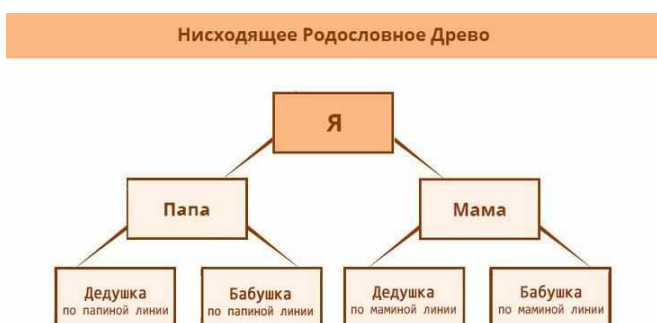 Нисходящее Родословное Древо
Я
Папа
Мама
Дедушка
по папиной линии
Бабушка
по папиной линии
Дедушка
по маминой линии
Бабушка
по маминой линии